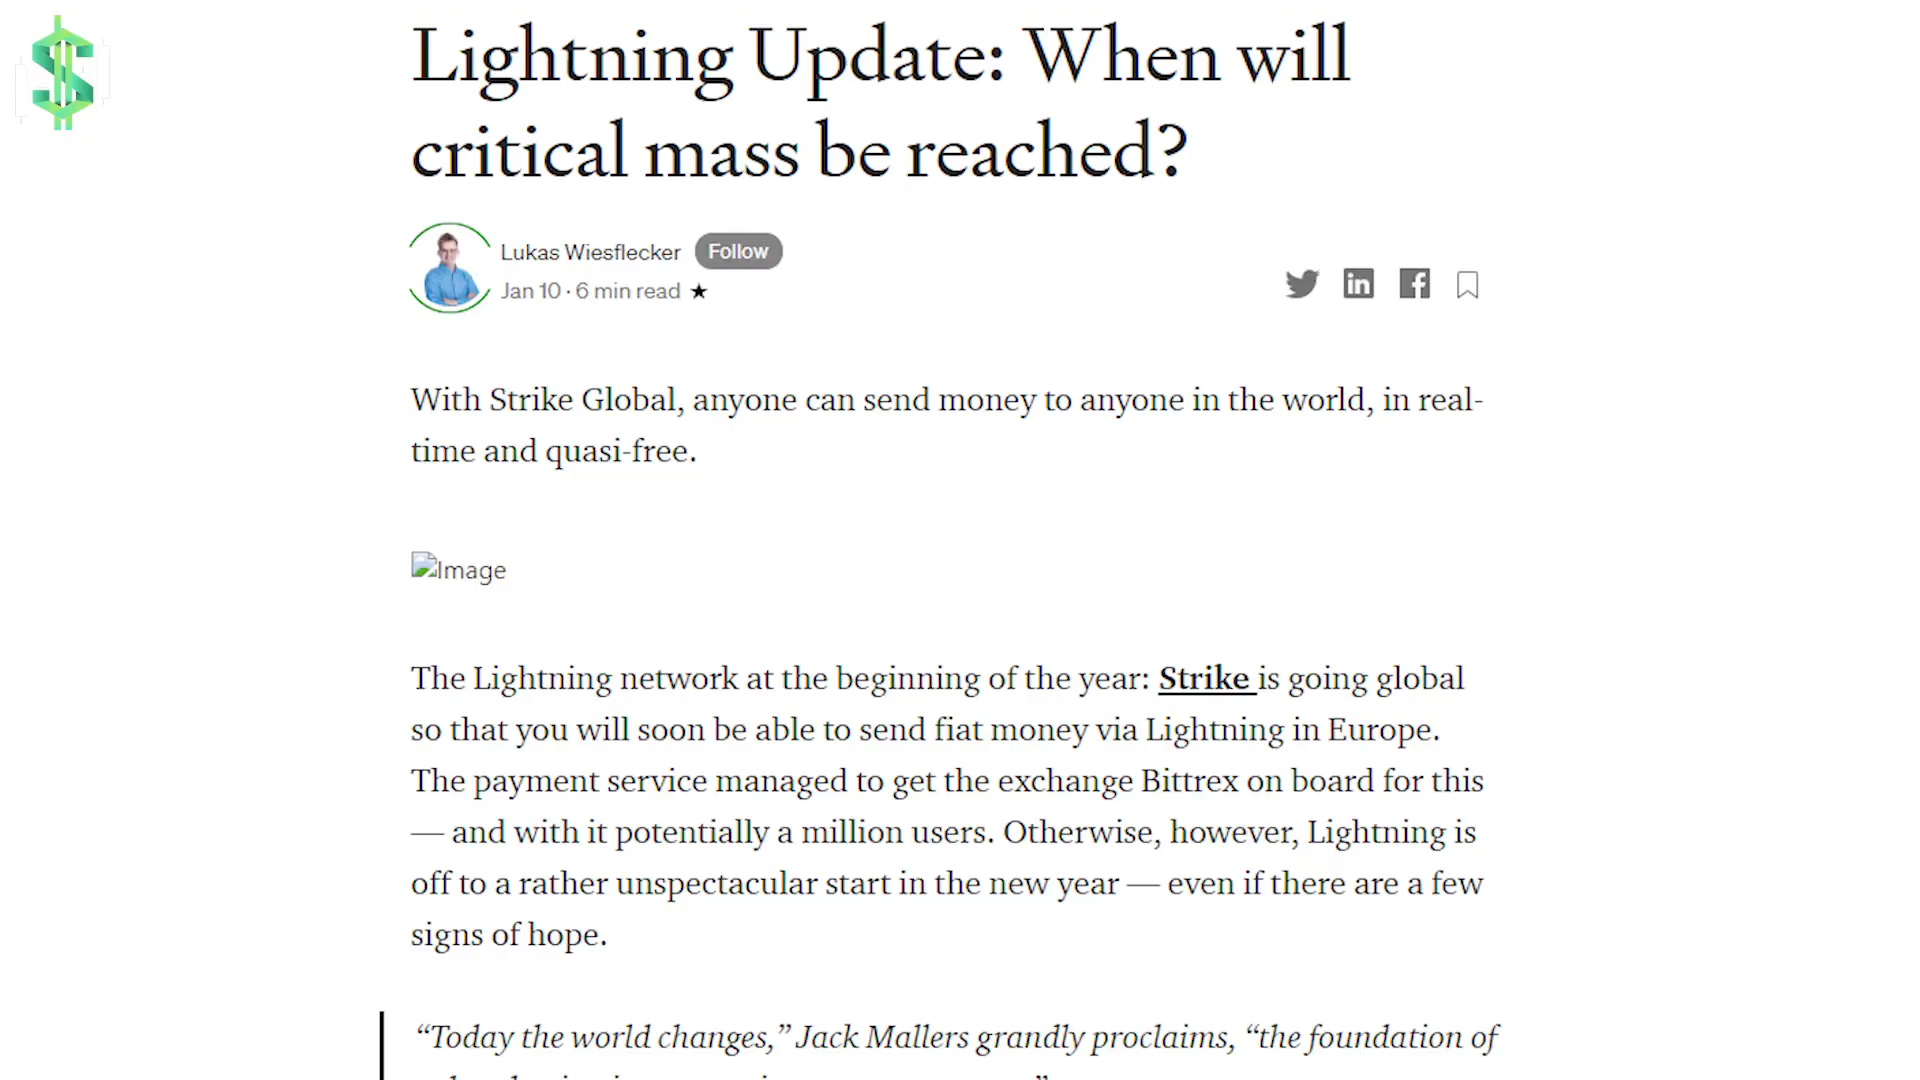 Lightning Update: When will
critical mass be reached?
Lukas Wiesflecker Follow
Jan 10 · 6 min read ★
With Strike Global, anyone can send money to anyone in the world, in real-
time and quasi-free.
Image
The Lightning network at the beginning of the year: Strike is going global
so that you will soon be able to send fiat money via Lightning in Europe.
The payment service managed to get the exchange Bittrex on board for this
— and with it potentially a million users. Otherwise, however, Lightning is
off to a rather unspectacular start in the new year — even if there are a few
signs of hope.
“Today the world changes,” Jack Mallers grandly proclaims, “the foundation of